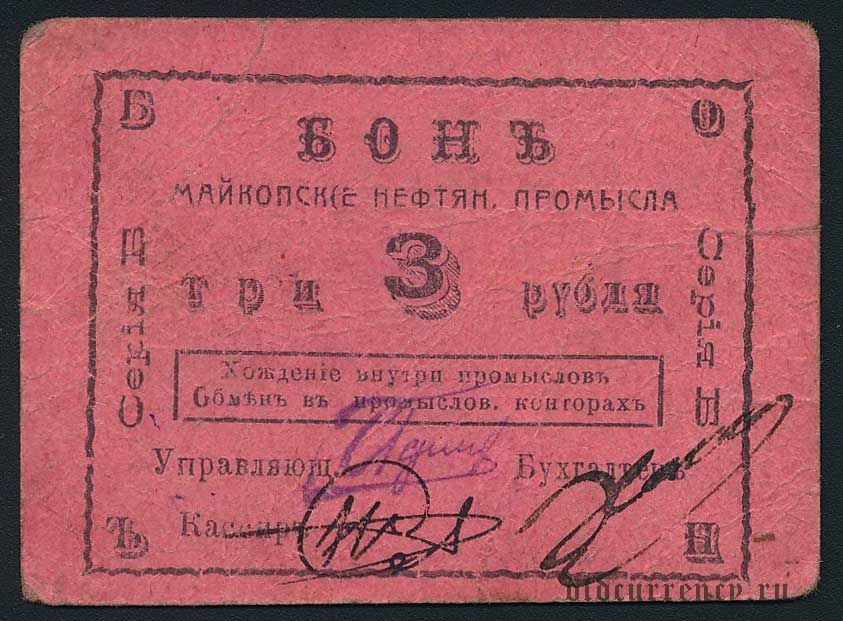 Б О
БОНЪ
МАЙКОПСКІЕ НЕФТЯН. ПРОМЫСЛА
три 3 рубля
Серія Д
Серія Д
Хожденіе внутри промысловъ
Обмѣнъ въ промыслов. конторахъ
Управляющ. Бухгалтеръ
Кассиръ
Ъ Н
oldcurrency.ru